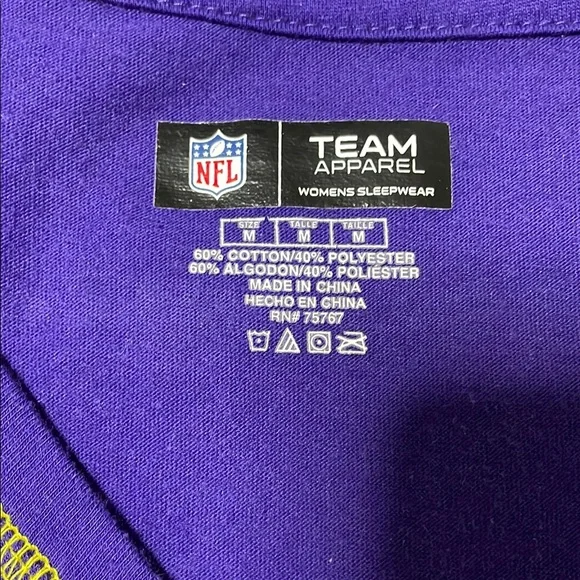 NFL
TEAM
APPAREL
WOMENS SLEEPWEAR
SIZE TALLE TAILLE
M M M
60% COTTON/40% POLYESTER
60% ALGODON/40% POLIÉSTER
MADE IN CHINA
HECHO EN CHINA
RN# 75767